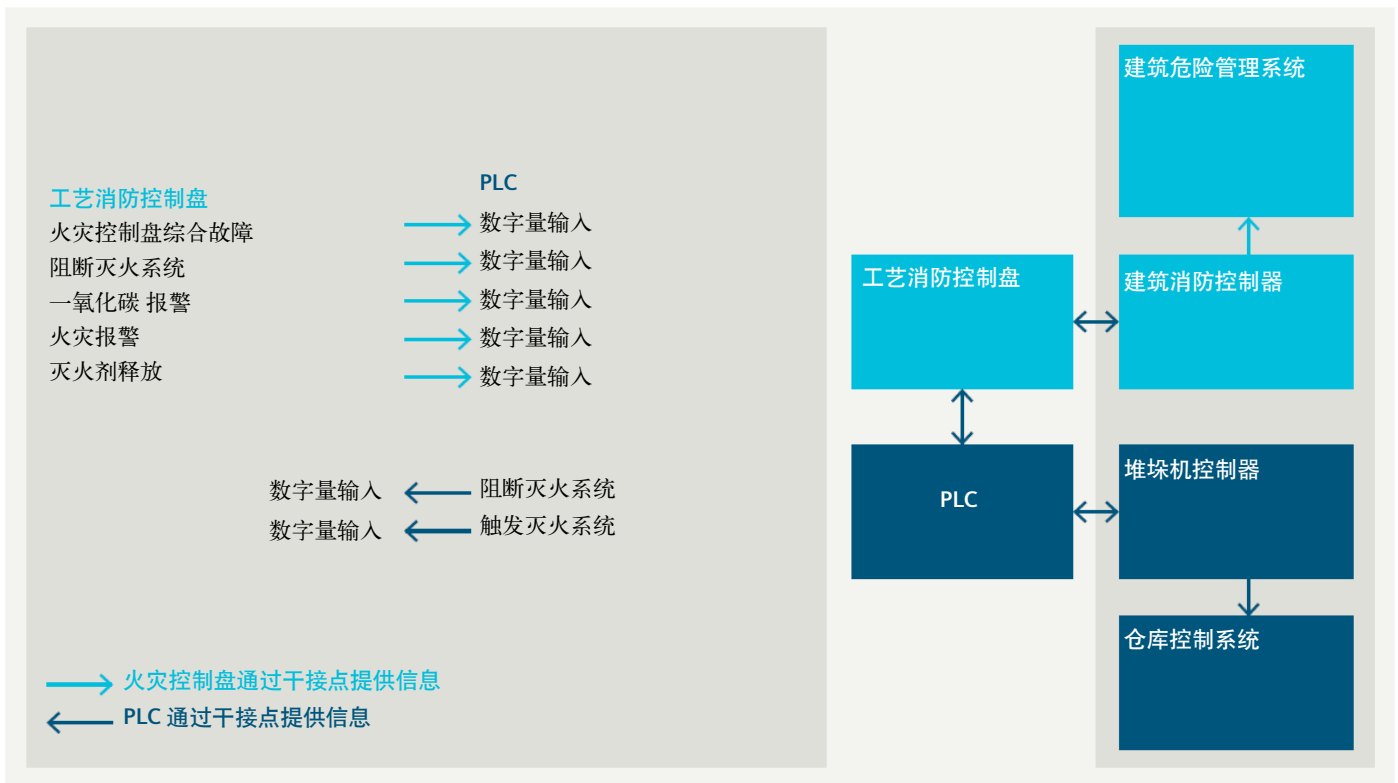 工艺消防控制盘
火灾控制盘综合故障
阻断灭火系统
一氧化碳 报警
火灾报警
灭火剂释放
PLC
数字量输入
数字量输入
数字量输入
数字量输入
数字量输入
数字量输入
阻断灭火系统
数字量输入
触发灭火系统
火灾控制盘通过干接点提供信息
PLC 通过干接点提供信息
工艺消防控制盘
PLC
建筑危险管理系统
建筑消防控制器
堆垛机控制器
仓库控制系统